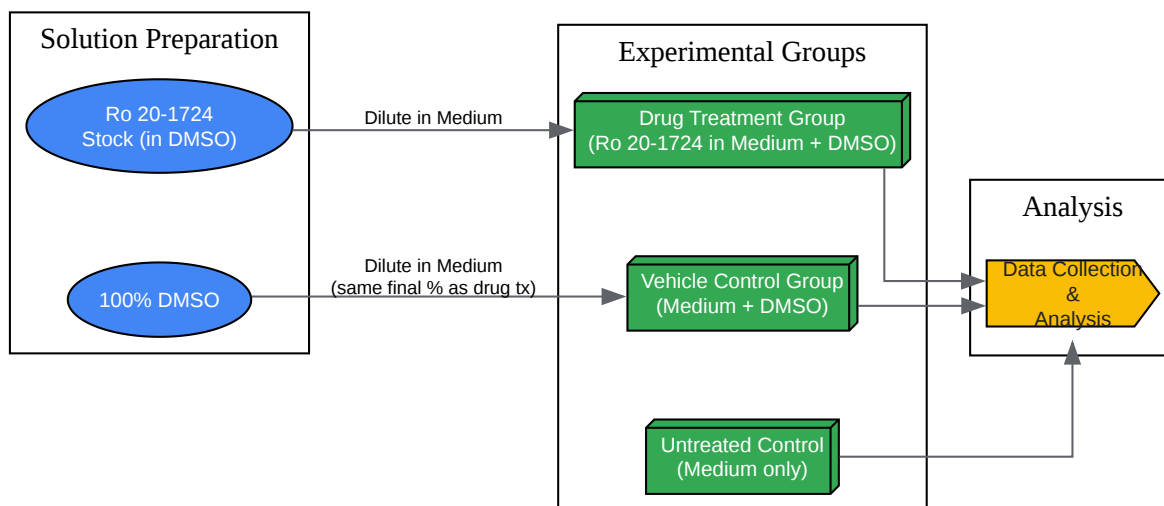 Solution Preparation
Ro 20-1724
Stock (in DMSO)
Dilute in Medium
100% DMSO
Dilute in Medium
(same final % as drug tx)
Experimental Groups
Drug Treatment Group
(Ro 20-1724 in Medium + DMSO)
Vehicle Control Group
(Medium + DMSO)
Untreated Control
(Medium only)
Analysis
Data Collection
&
Analysis